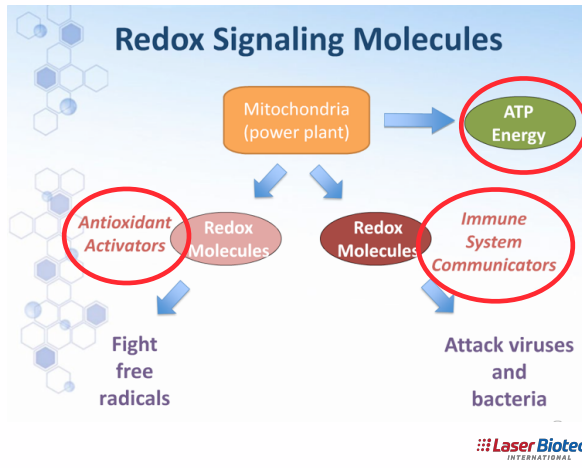 Redox Signaling Molecules
Mitochondria
(power plant)
ATP
Energy
Antioxidant
Activators
Redox
Molecules
Redox
Molecules
Immune
System
Communicators
Fight
free
radicals
Attack viruses
and
bacteria
Laser Biotec
INTERNATIONAL